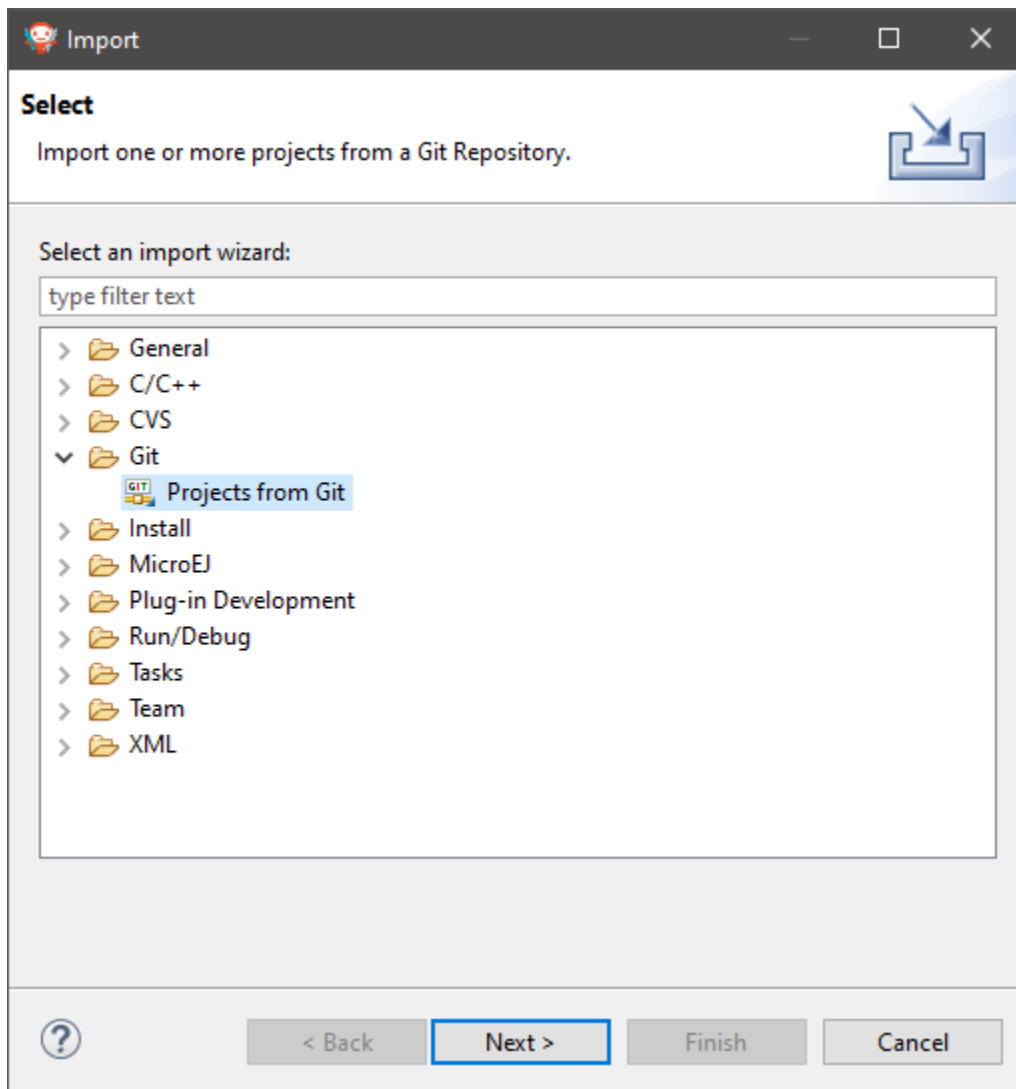 Import
Select
Import one or more projects from a Git Repository.
Select an import wizard:
type filter text
General
C/C++
CVS
Git
GIT Projects from Git
Install
MicroEJ
Plug-in Development
Run/Debug
Tasks
Team
XML
? < Back Next > Finish Cancel